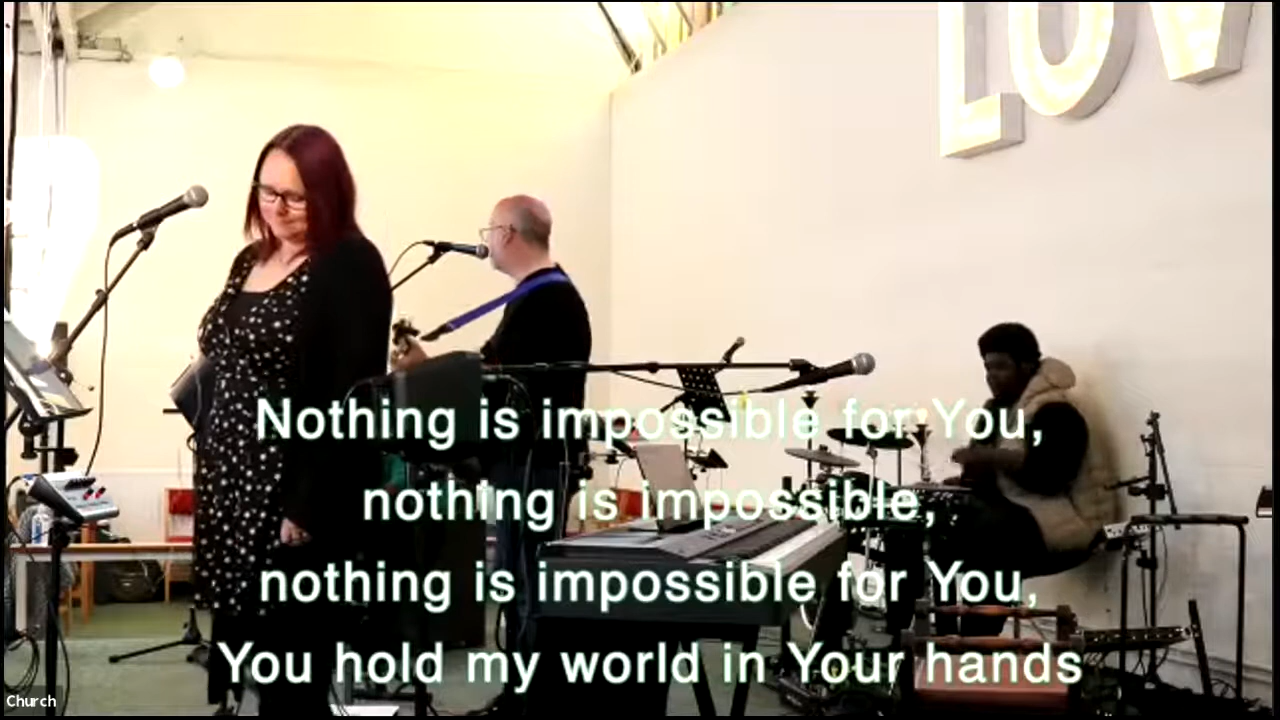 LOV
Nothing is impossible for You,
nothing is impossible,
nothing is impossible for You,
You hold my world in Your hands
Church